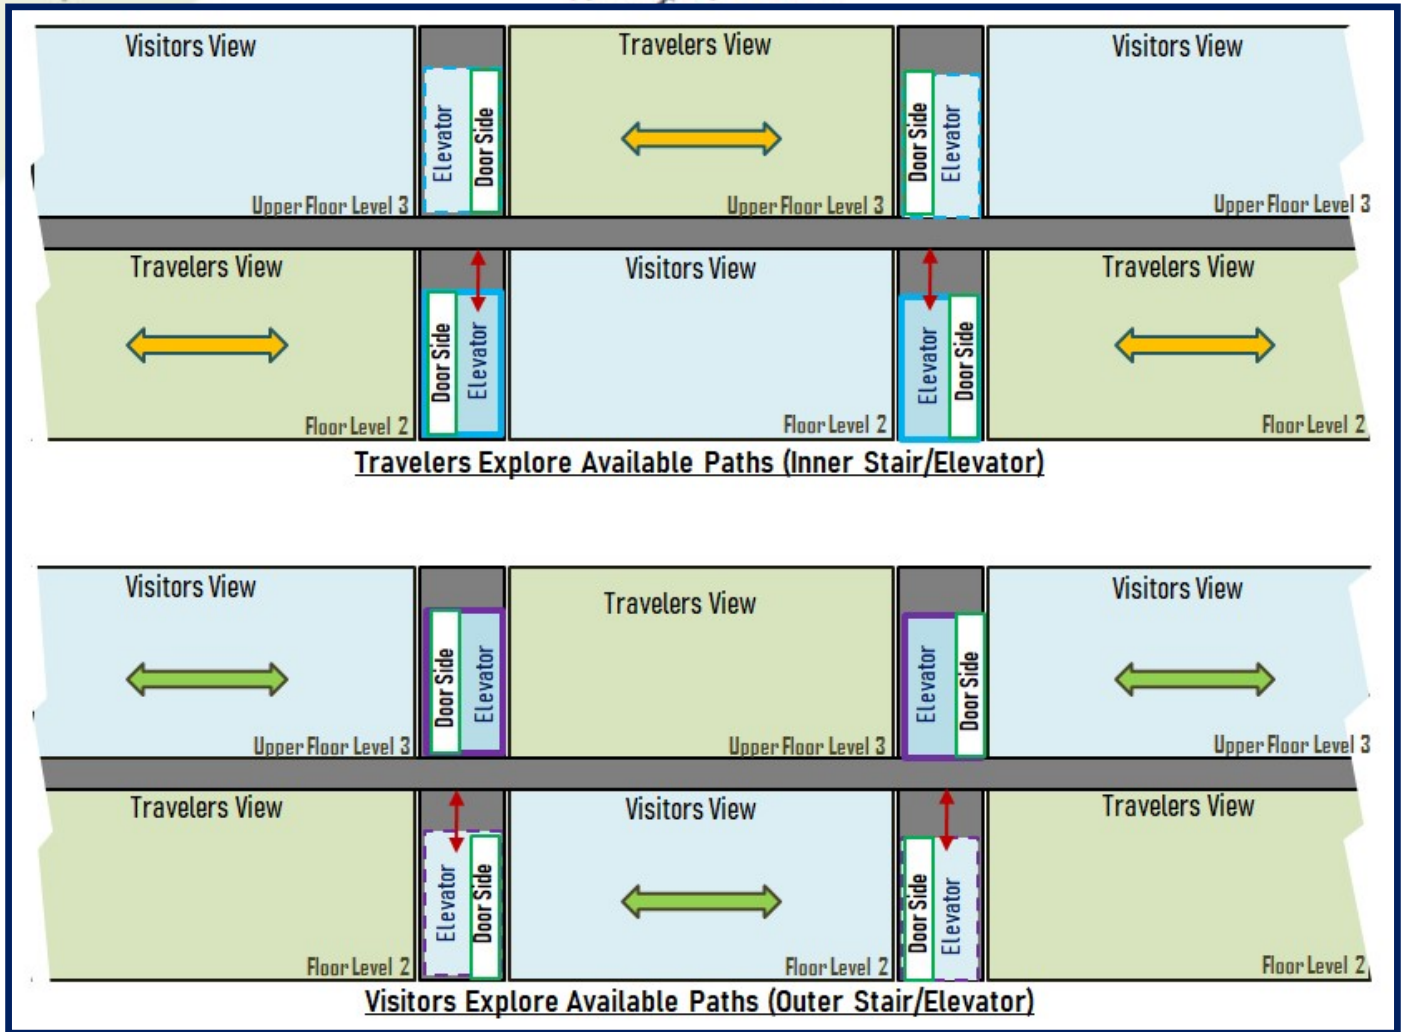 Visitors View
Travelers View
Visitors View
Elevator
Door Side
Door Side
Elevator
Upper Floor Level 3
Upper Floor Level 3
Upper Floor Level 3
Travelers View
Visitors View
Travelers View
Door Side
Elevator
Elevator
Door Side
Floor Level 2
Floor Level 2
Floor Level 2
Travelers Explore Available Paths (Inner Stair/Elevator)
Visitors View
Travelers View
Visitors View
Door Side
Elevator
Elevator
Door Side
Upper Floor Level 3
Upper Floor Level 3
Upper Floor Level 3
Travelers View
Visitors View
Travelers View
Elevator
Door Side
Door Side
Elevator
Floor Level 2
Floor Level 2
Floor Level 2
Visitors Explore Available Paths (Outer Stair/Elevator)